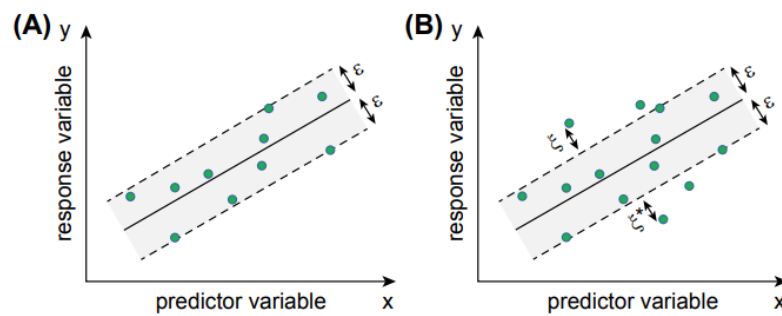 (A)
y
response variable
ε
ε
predictor variable
x
(B)
y
response variable
ε
ε
ξ
ξ*
predictor variable
x